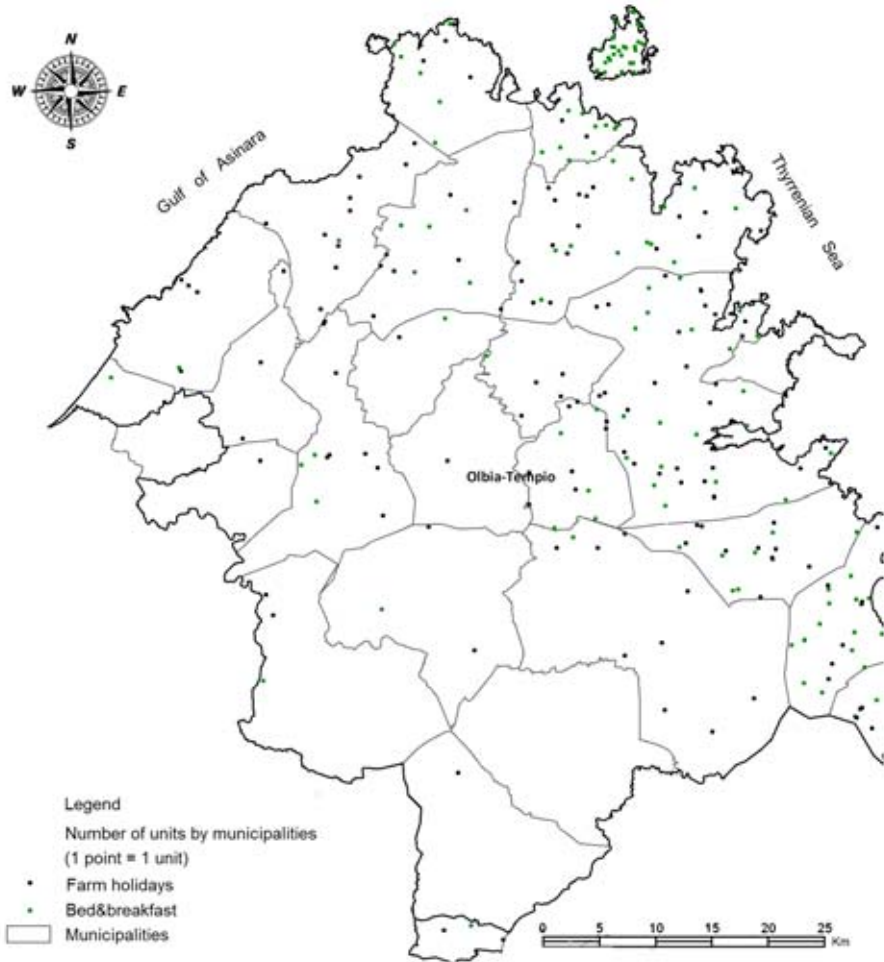 N
W E
S
Gulf of Asinara
Thyrrenian Sea
Olbia-Tempio
Legend
Number of units by municipalities
(1 point = 1 unit)
Farm holidays
Bed&breakfast
Municipalities
0 5 10 15 20 25
Km